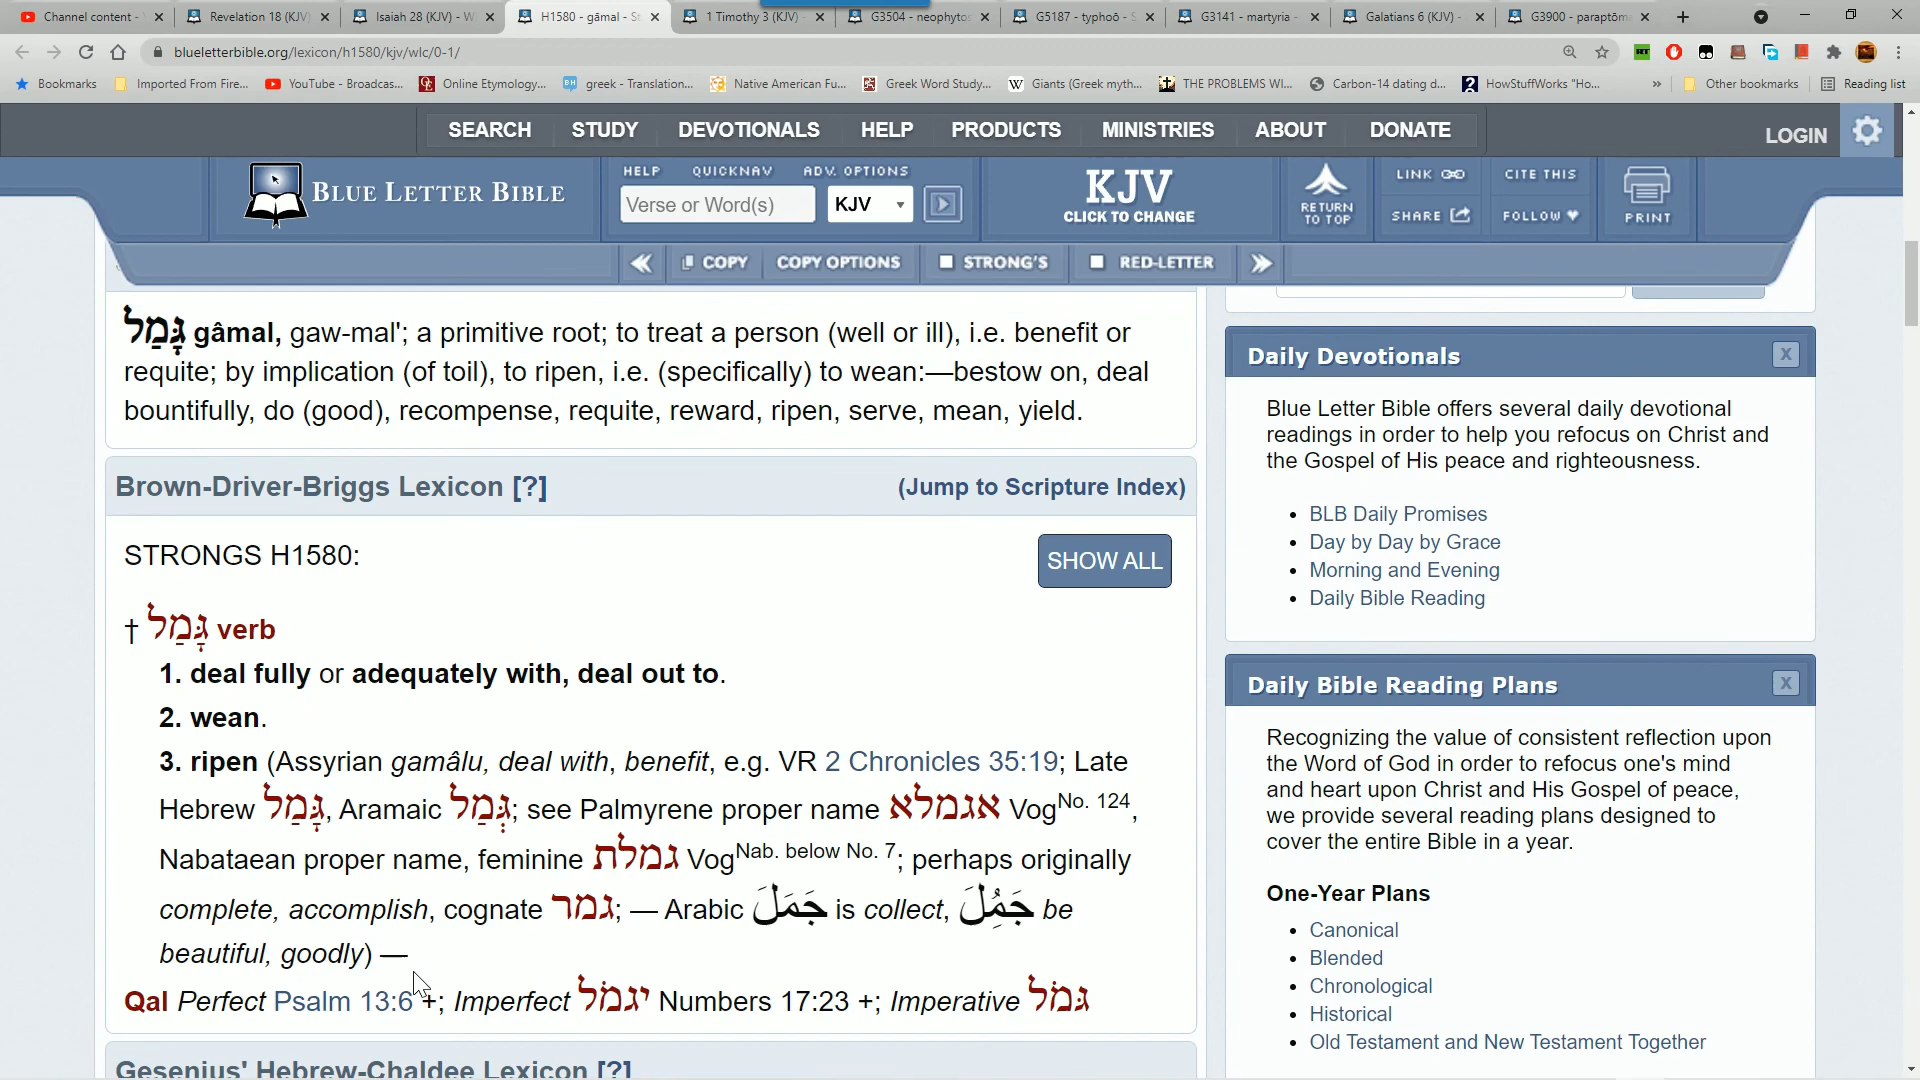 Channel content -
Revelation 18 (KJV)
Isaiah 28 (KJV) - W
H1580 - gāmal - St
1 Timothy 3 (KJV) -
G3504 - neophytos
G5187 - typhoō - S
G3141 - martyria -
Galatians 6 (KJV) -
G3900 - paraptōma
blueletterbible.org/lexicon/h1580/kjv/wlc/0-1/
Bookmarks
Imported From Fire...
YouTube - Broadcas...
Online Etymology...
greek - Translation...
Native American Fu...
Greek Word Study...
Giants (Greek myth...
THE PROBLEMS WI...
Carbon-14 dating d...
HowStuffWorks "Ho...
»
Other bookmarks
Reading list
SEARCH STUDY DEVOTIONALS HELP PRODUCTS MINISTRIES ABOUT DONATE
LOGIN
BLUE LETTER BIBLE
HELP QUICKNAV ADV. OPTIONS
Verse or Word(s)
KJV
KJV
CLICK TO CHANGE
RETURN
TO TOP
LINK
CITE THIS
SHARE
FOLLOW
PRINT
COPY
COPY OPTIONS
STRONG'S
RED-LETTER
גָּמַל gâmal, gaw-mal'; a primitive root; to treat a person (well or ill), i.e. benefit or
requite; by implication (of toil), to ripen, i.e. (specifically) to wean:—bestow on, deal
bountifully, do (good), recompense, requite, reward, ripen, serve, mean, yield.
Brown-Driver-Briggs Lexicon [?]
(Jump to Scripture Index)
STRONGS H1580:
SHOW ALL
† גָּמַל verb
1. deal fully or adequately with, deal out to.
2. wean.
3. ripen (Assyrian gamâlu, deal with, benefit, e.g. VR 2 Chronicles 35:19; Late
Hebrew גָּמַל, Aramaic גְּמַל; see Palmyrene proper name אגמלא Vog No. 124,
Nabataean proper name, feminine גמלת Vog Nab. below No. 7; perhaps originally
complete, accomplish, cognate גמר; — Arabic جَمَلَ is collect, جَمُلَ be
beautiful, goodly) —
Qal Perfect Psalm 13:6 +; Imperfect יִגְמֹל Numbers 17:23 +; Imperative גְּמֹל
Gesenius' Hebrew-Chaldee Lexicon [?]
Daily Devotionals
X
Blue Letter Bible offers several daily devotional
readings in order to help you refocus on Christ and
the Gospel of His peace and righteousness.
• BLB Daily Promises
• Day by Day by Grace
• Morning and Evening
• Daily Bible Reading
Daily Bible Reading Plans
X
Recognizing the value of consistent reflection upon
the Word of God in order to refocus one's mind
and heart upon Christ and His Gospel of peace,
we provide several reading plans designed to
cover the entire Bible in a year.
One-Year Plans
• Canonical
• Blended
• Chronological
• Historical
• Old Testament and New Testament Together